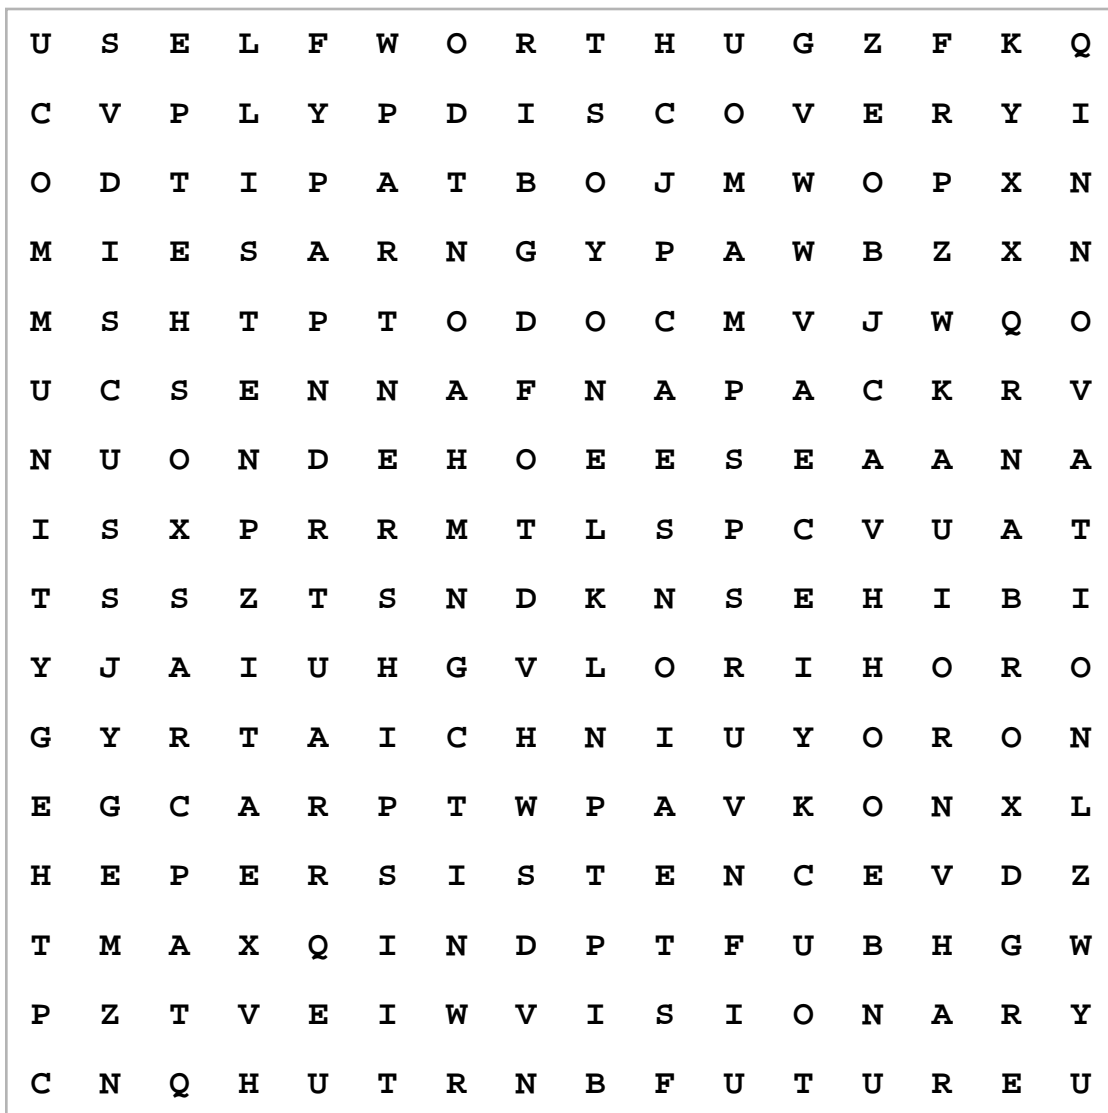 U S E L F W O R T H U G Z F K Q
C V P L Y P D I S C O V E R Y I
O D T I P A T B O J M W O P X N
M I E S A R N G Y P A W B Z X N
M S H T P T O D O C M V J W Q O
U C S E N N A F N A P A C K R V
N U O N D E H O E E S E A A N A
I S X P R R M T L S P C V U A T
T S S Z T S N D K N S E H I B I
Y J A I U H G V L O R I H O R O
G Y R T A I C H N I U Y O R O N
E G C A R P T W P A V K O N X L
H E P E R S I S T E N C E V D Z
T M A X Q I N D P T F U B H G W
P Z T V E I W V I S I O N A R Y
C N Q H U T R N B F U T U R E U